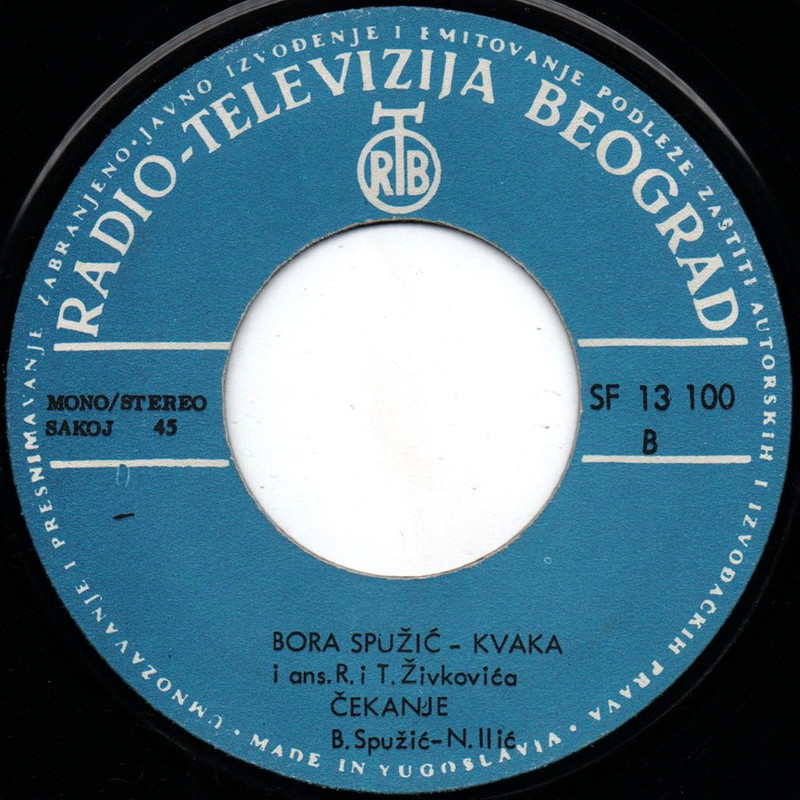 UMNOZAVANJE I PRESNIMAVANJE ZABRANJENO • JAVNO IZVOĐENJE I EMITOVANJE PODLEŽE ZAŠTITI AUTORSKIH I IZVOĐAČKIH PRAVA •
RADIO-TELEVIZIJA BEOGRAD
RTB
MONO/STEREO
SAKOJ 45
SF 13 100
B
BORA SPUŽIĆ - KVAKA
i ans. R. i T. Živkovića
ČEKANJE
B. Spužić-N. Ilić
• MADE IN YUGOSLAVIA •